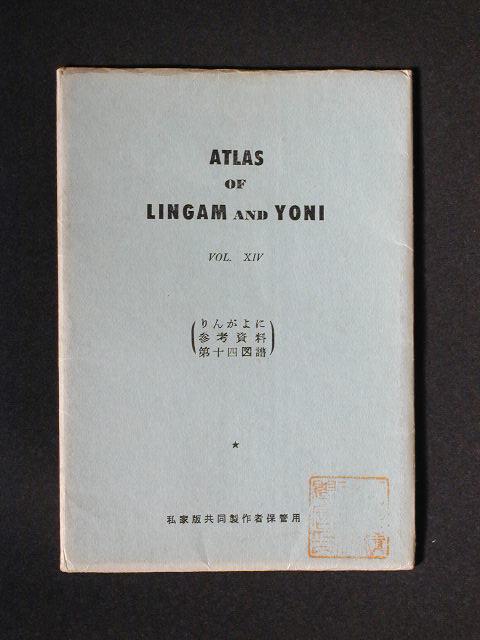 ATLAS
OF
LINGAM AND YONI
VOL. XIV
(りんがよに
参考資料
第十四図譜)
★
私家版共同製作者保管用